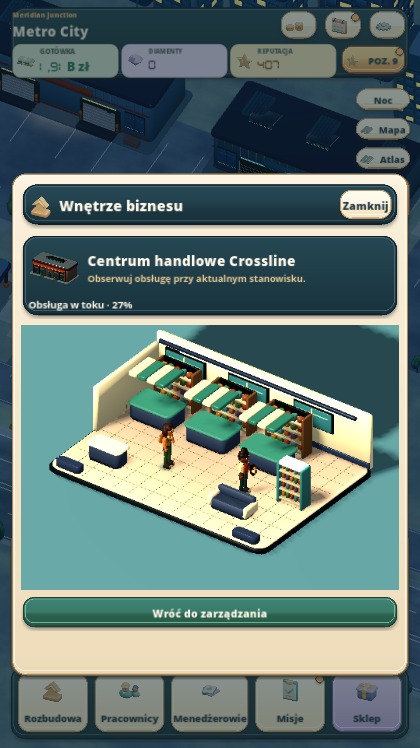 Meridian Junction
Metro City
GOTÓWKA
B zł
DIAMENTY
0
REPUTACJA
407
POZ. 9
Noc
Mapa
Atlas
Wnętrze biznesu
Zamknij
Centrum handlowe Crossline
Obserwuj obsługę przy aktualnym stanowisku.
Obsługa w toku · 27%
Wróć do zarządzania
Rozbudowa
Pracownicy
Menedżerowie
Misje
Sklep